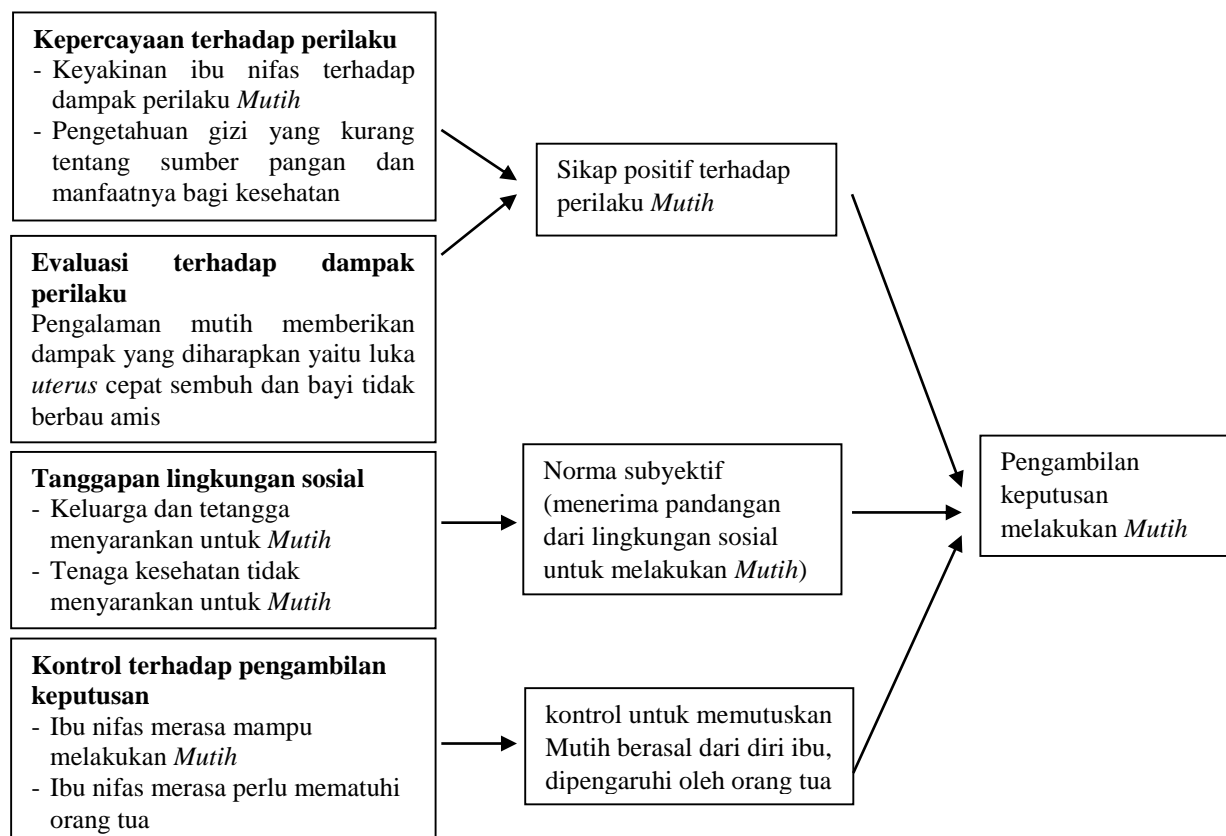 Kepercayaan terhadap perilaku
- Keyakinan ibu nifas terhadap
dampak perilaku Mutih
- Pengetahuan gizi yang kurang
tentang sumber pangan dan
manfaatnya bagi kesehatan
Evaluasi terhadap dampak
perilaku
Pengalaman mutih memberikan
dampak yang diharapkan yaitu luka
uterus cepat sembuh dan bayi tidak
berbau amis
Tanggapan lingkungan sosial
- Keluarga dan tetangga
menyarankan untuk Mutih
- Tenaga kesehatan tidak
menyarankan untuk Mutih
Kontrol terhadap pengambilan
keputusan
- Ibu nifas merasa mampu
melakukan Mutih
- Ibu nifas merasa perlu mematuhi
orang tua
Sikap positif terhadap
perilaku Mutih
Norma subyektif
(menerima pandangan
dari lingkungan sosial
untuk melakukan Mutih)
kontrol untuk memutuskan
Mutih berasal dari diri ibu,
dipengaruhi oleh orang tua
Pengambilan
keputusan
melakukan Mutih